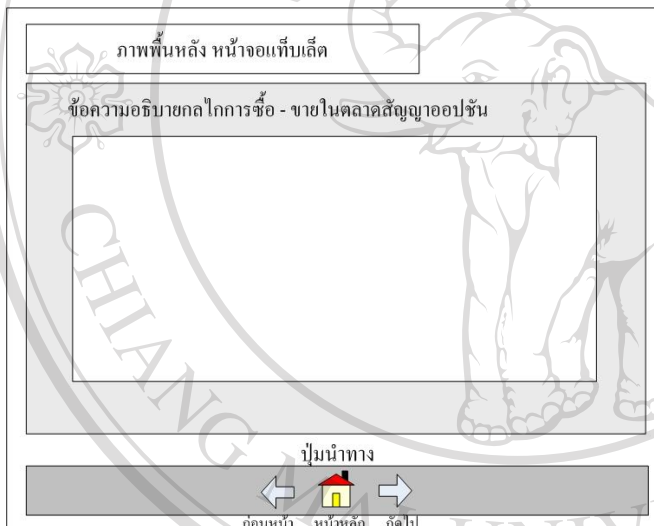 ภาพพื้นหลัง หน้าจอแท็บเล็ต
ข้อความอธิบายกลไกการซื้อ - ขายในตลาดสัญญาออปชัน
ปุ่มนำทาง
ก่อนหน้า หน้าหลัก ถัดไป
CHIANG MAI UNIV